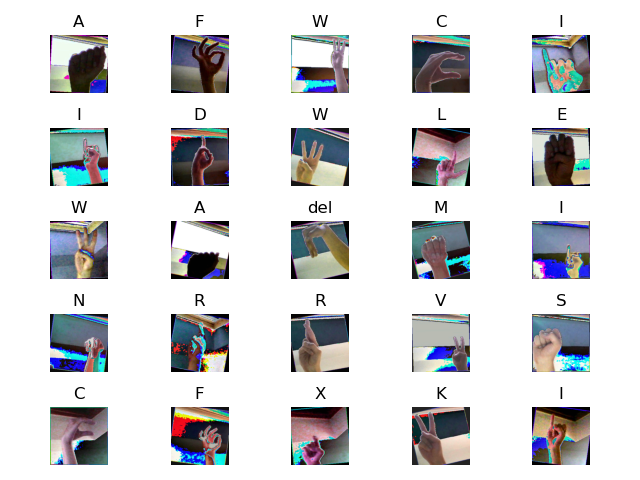 A F W C I
I D W L E
W A del M I
N R R V S
C F X K I